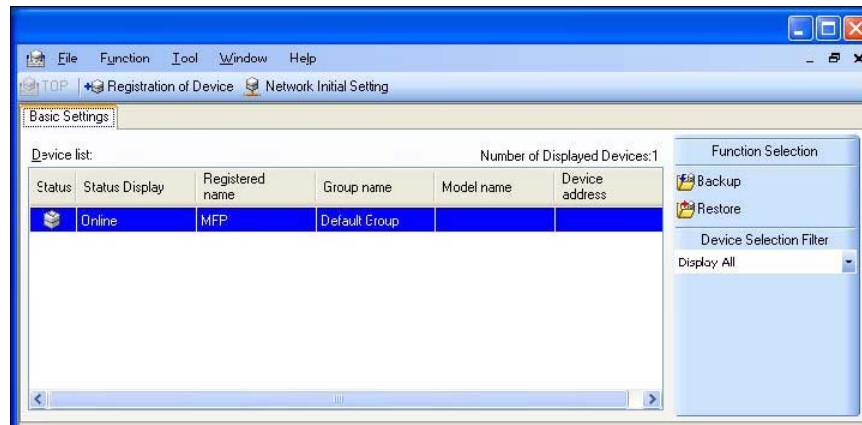 File Function Tool Window Help
TOP Registration of Device Network Initial Setting
Basic Settings
Device list: Number of Displayed Devices:1
Status Status Display Registered name Group name Model name Device address
Online MFP Default Group
Function Selection
Backup
Restore
Device Selection Filter
Display All